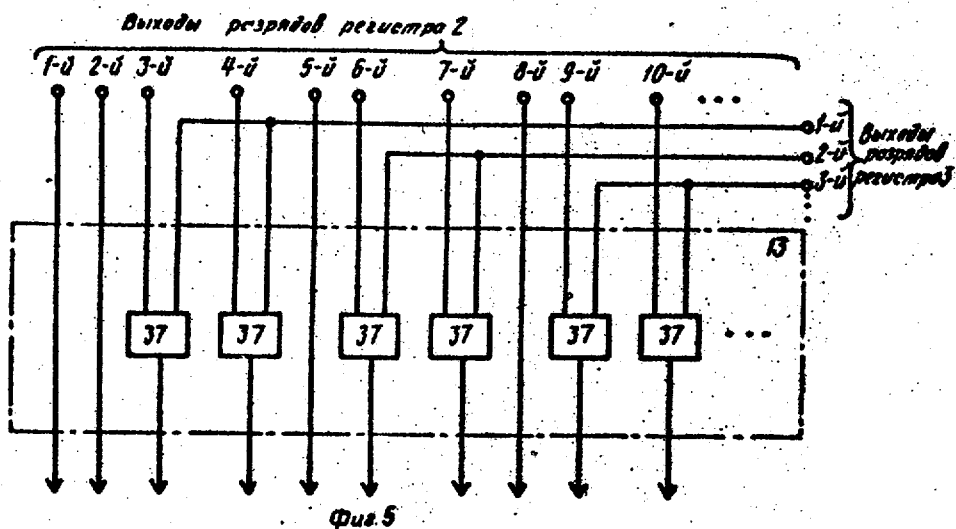 Выходы разрядов регистра 2
1-й 2-й 3-й 4-й 5-й 6-й 7-й 8-й 9-й 10-й ...
1-й
2-й
3-й
Выходы
разрядов
регистра 3
13
37 37 37 37 37 37 ...
Фиг. 5